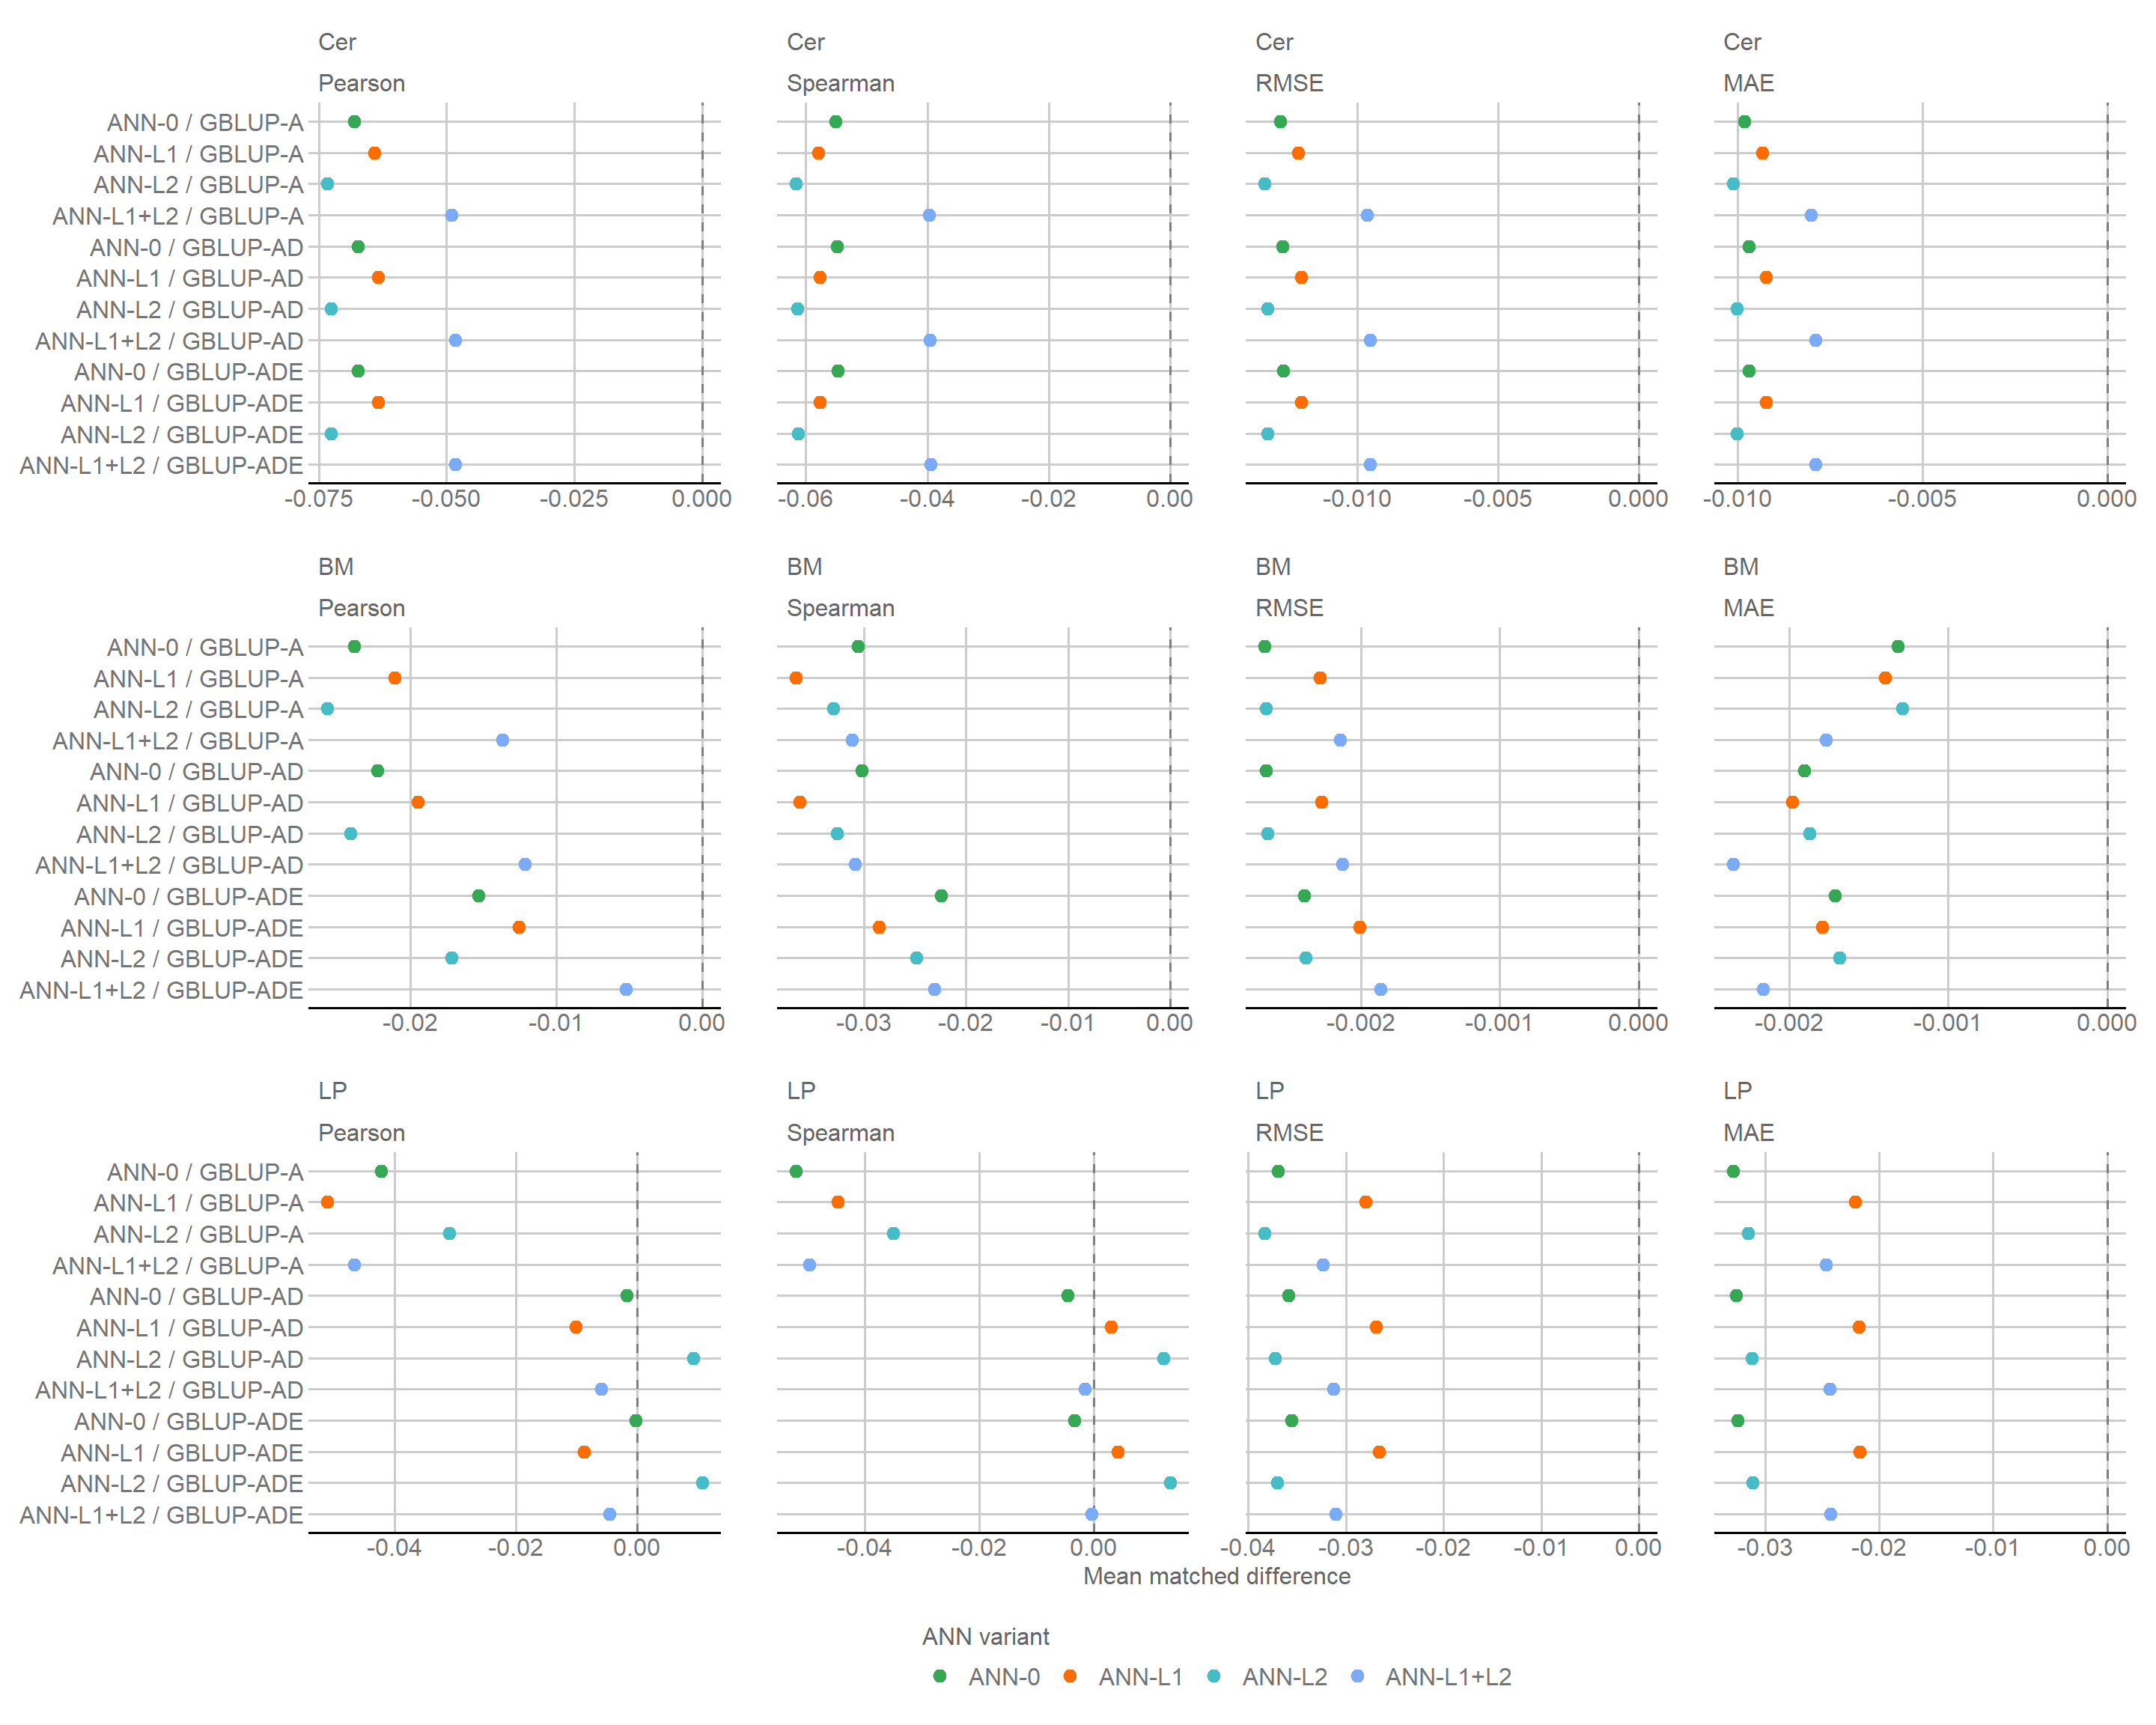 Cer Cer Cer Cer
Pearson Spearman RMSE MAE
ANN-0 / GBLUP-A
ANN-L1 / GBLUP-A
ANN-L2 / GBLUP-A
ANN-L1+L2 / GBLUP-A
ANN-0 / GBLUP-AD
ANN-L1 / GBLUP-AD
ANN-L2 / GBLUP-AD
ANN-L1+L2 / GBLUP-AD
ANN-0 / GBLUP-ADE
ANN-L1 / GBLUP-ADE
ANN-L2 / GBLUP-ADE
ANN-L1+L2 / GBLUP-ADE
-0.075 -0.050 -0.025 0.000 -0.06 -0.04 -0.02 0.00 -0.010 -0.005 0.000 -0.010 -0.005 0.000
BM BM BM BM
Pearson Spearman RMSE MAE
ANN-0 / GBLUP-A
ANN-L1 / GBLUP-A
ANN-L2 / GBLUP-A
ANN-L1+L2 / GBLUP-A
ANN-0 / GBLUP-AD
ANN-L1 / GBLUP-AD
ANN-L2 / GBLUP-AD
ANN-L1+L2 / GBLUP-AD
ANN-0 / GBLUP-ADE
ANN-L1 / GBLUP-ADE
ANN-L2 / GBLUP-ADE
ANN-L1+L2 / GBLUP-ADE
-0.02 -0.01 0.00 -0.03 -0.02 -0.01 0.00 -0.002 -0.001 0.000 -0.002 -0.001 0.000
LP LP LP LP
Pearson Spearman RMSE MAE
ANN-0 / GBLUP-A
ANN-L1 / GBLUP-A
ANN-L2 / GBLUP-A
ANN-L1+L2 / GBLUP-A
ANN-0 / GBLUP-AD
ANN-L1 / GBLUP-AD
ANN-L2 / GBLUP-AD
ANN-L1+L2 / GBLUP-AD
ANN-0 / GBLUP-ADE
ANN-L1 / GBLUP-ADE
ANN-L2 / GBLUP-ADE
ANN-L1+L2 / GBLUP-ADE
-0.04 -0.02 0.00 -0.04 -0.02 0.00 -0.04 -0.03 -0.02 -0.01 0.00 -0.03 -0.02 -0.01 0.00
Mean matched difference
ANN variant
ANN-0 ANN-L1 ANN-L2 ANN-L1+L2